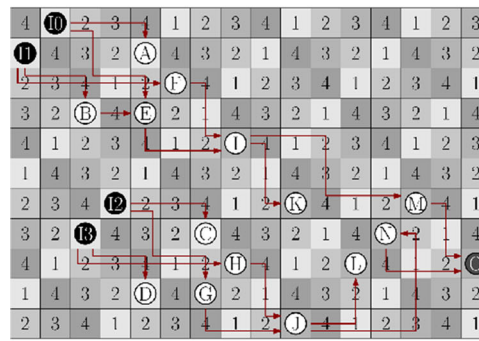 4 I0 2 3 4 1 2 3 4 1 2 3 4 1 2 3
I1 4 3 2 A 4 3 2 1 4 3 2 1 4 3 2
2 3 4 1 2 F 4 1 2 3 4 1 2 3 4 1
3 2 B 4 E 2 1 4 3 2 1 4 3 2 1 4
4 1 2 3 4 1 2 I 4 1 2 3 4 1 2 3
1 4 3 2 1 4 3 2 1 4 3 2 1 4 3 2
2 3 4 I2 2 3 4 1 2 K 4 1 2 M 4 1
3 2 I3 4 3 2 C 4 3 2 1 4 N 2 1 4
4 1 2 3 4 1 2 H 4 1 2 L 4 1 2
1 4 3 2 D 4 G 2 1 4 3 2 1 4 3 2
2 3 4 1 2 3 4 1 2 J 4 1 2 3 4 1